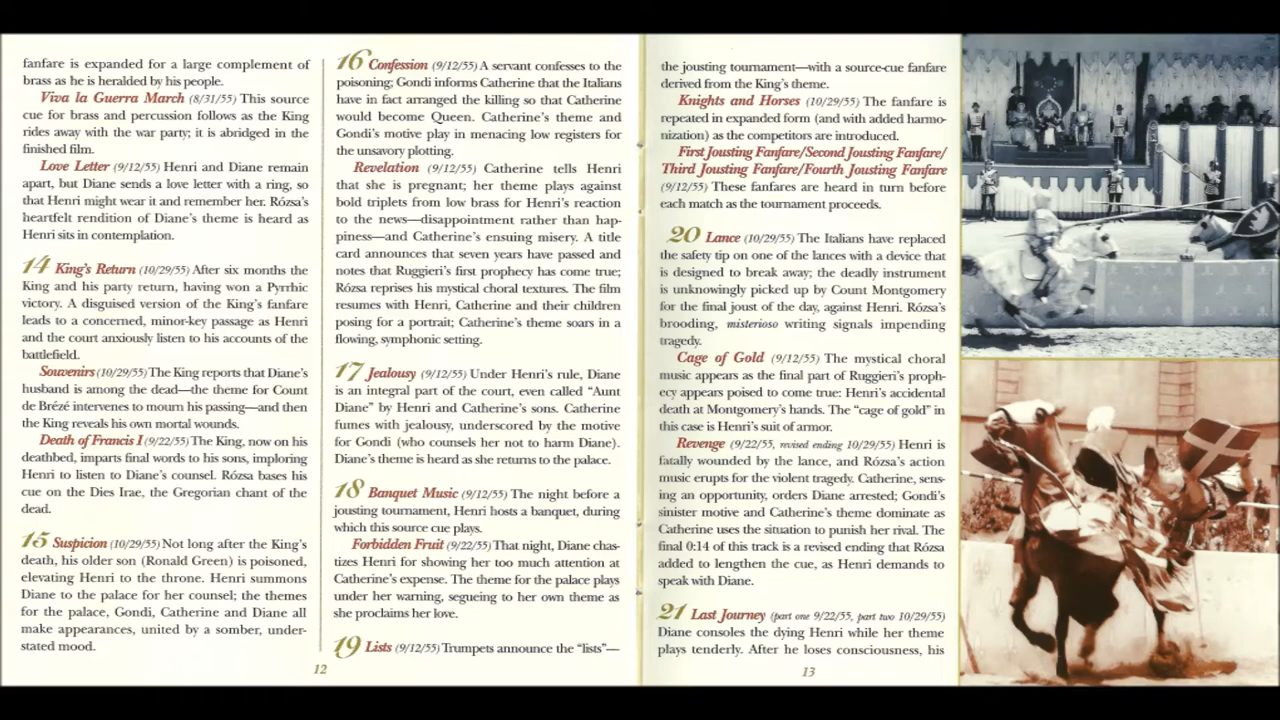 fanfare is expanded for a large complement of
brass as he is heralded by his people.
Viva la Guerra March (8/31/55) This source
cue for brass and percussion follows as the King
rides away with the war party; it is abridged in the
finished film.
Love Letter (9/12/55) Henri and Diane remain
apart, but Diane sends a love letter with a ring, so
that Henri might wear it and remember her. Rózsa's
heartfelt rendition of Diane's theme is heard as
Henri sits in contemplation.
14 King's Return (10/29/55) After six months the
King and his party return, having won a Pyrrhic
victory. A disguised version of the King's fanfare
leads to a concerned, minor-key passage as Henri
and the court anxiously listen to his accounts of the
battlefield.
Souvenirs (10/29/55) The King reports that Diane's
husband is among the dead—the theme for Count
de Brézé intervenes to mourn his passing—and then
the King reveals his own mortal wounds.
Death of Francis I (9/22/55) The King, now on his
deathbed, imparts final words to his sons, imploring
Henri to listen to Diane's counsel. Rózsa bases his
cue on the Dies Irae, the Gregorian chant of the
dead.
15 Suspicion (10/29/55) Not long after the King's
death, his older son (Ronald Green) is poisoned,
elevating Henri to the throne. Henri summons
Diane to the palace for her counsel; the themes
for the palace, Gondi, Catherine and Diane all
make appearances, united by a somber, under-
stated mood.
16 Confession (9/12/55) A servant confesses to the
poisoning; Gondi informs Catherine that the Italians
have in fact arranged the killing so that Catherine
would become Queen. Catherine's theme and
Gondi's motive play in menacing low registers for
the unsavory plotting.
Revelation (9/12/55) Catherine tells Henri
that she is pregnant; her theme plays against
bold triplets from low brass for Henri's reaction
to the news—disappointment rather than hap-
piness—and Catherine's ensuing misery. A title
card announces that seven years have passed and
notes that Ruggieri's first prophecy has come true;
Rózsa reprises his mystical choral textures. The film
resumes with Henri, Catherine and their children
posing for a portrait; Catherine's theme soars in a
flowing, symphonic setting.
17 Jealousy (9/12/55) Under Henri's rule, Diane
is an integral part of the court, even called "Aunt
Diane" by Henri and Catherine's sons. Catherine
fumes with jealousy, underscored by the motive
for Gondi (who counsels her not to harm Diane).
Diane's theme is heard as she returns to the palace.
18 Banquet Music (9/12/55) The night before a
jousting tournament, Henri hosts a banquet, during
which this source cue plays.
Forbidden Fruit (9/22/55) That night, Diane chas-
tizes Henri for showing her too much attention at
Catherine's expense. The theme for the palace plays
under her warning, segueing to her own theme as
she proclaims her love.
19 Lists (9/12/55) Trumpets announce the "lists"—
12
the jousting tournament—with a source-cue fanfare
derived from the King's theme.
Knights and Horses (10/29/55) The fanfare is
repeated in expanded form (and with added harmo-
nization) as the competitors are introduced.
First Jousting Fanfare/Second Jousting Fanfare/
Third Jousting Fanfare/Fourth Jousting Fanfare
(9/12/55) These fanfares are heard in turn before
each match as the tournament proceeds.
20 Lance (10/29/55) The Italians have replaced
the safety tip on one of the lances with a device that
is designed to break away; the deadly instrument
is unknowingly picked up by Count Montgomery
for the final joust of the day, against Henri. Rózsa's
brooding, misterioso writing signals impending
tragedy.
Cage of Gold (9/12/55) The mystical choral
music appears as the final part of Ruggieri's proph-
ecy appears poised to come true: Henri's accidental
death at Montgomery's hands. The "cage of gold" in
this case is Henri's suit of armor.
Revenge (9/22/55, revised ending 10/29/55) Henri is
fatally wounded by the lance, and Rózsa's action
music erupts for the violent tragedy. Catherine, sens-
ing an opportunity, orders Diane arrested; Gondi's
sinister motive and Catherine's theme dominate as
Catherine uses the situation to punish her rival. The
final 0:14 of this track is a revised ending that Rózsa
added to lengthen the cue, as Henri demands to
speak with Diane.
21 Last Journey (part one 9/22/55, part two 10/29/55)
Diane consoles the dying Henri while her theme
plays tenderly. After he loses consciousness, his
13